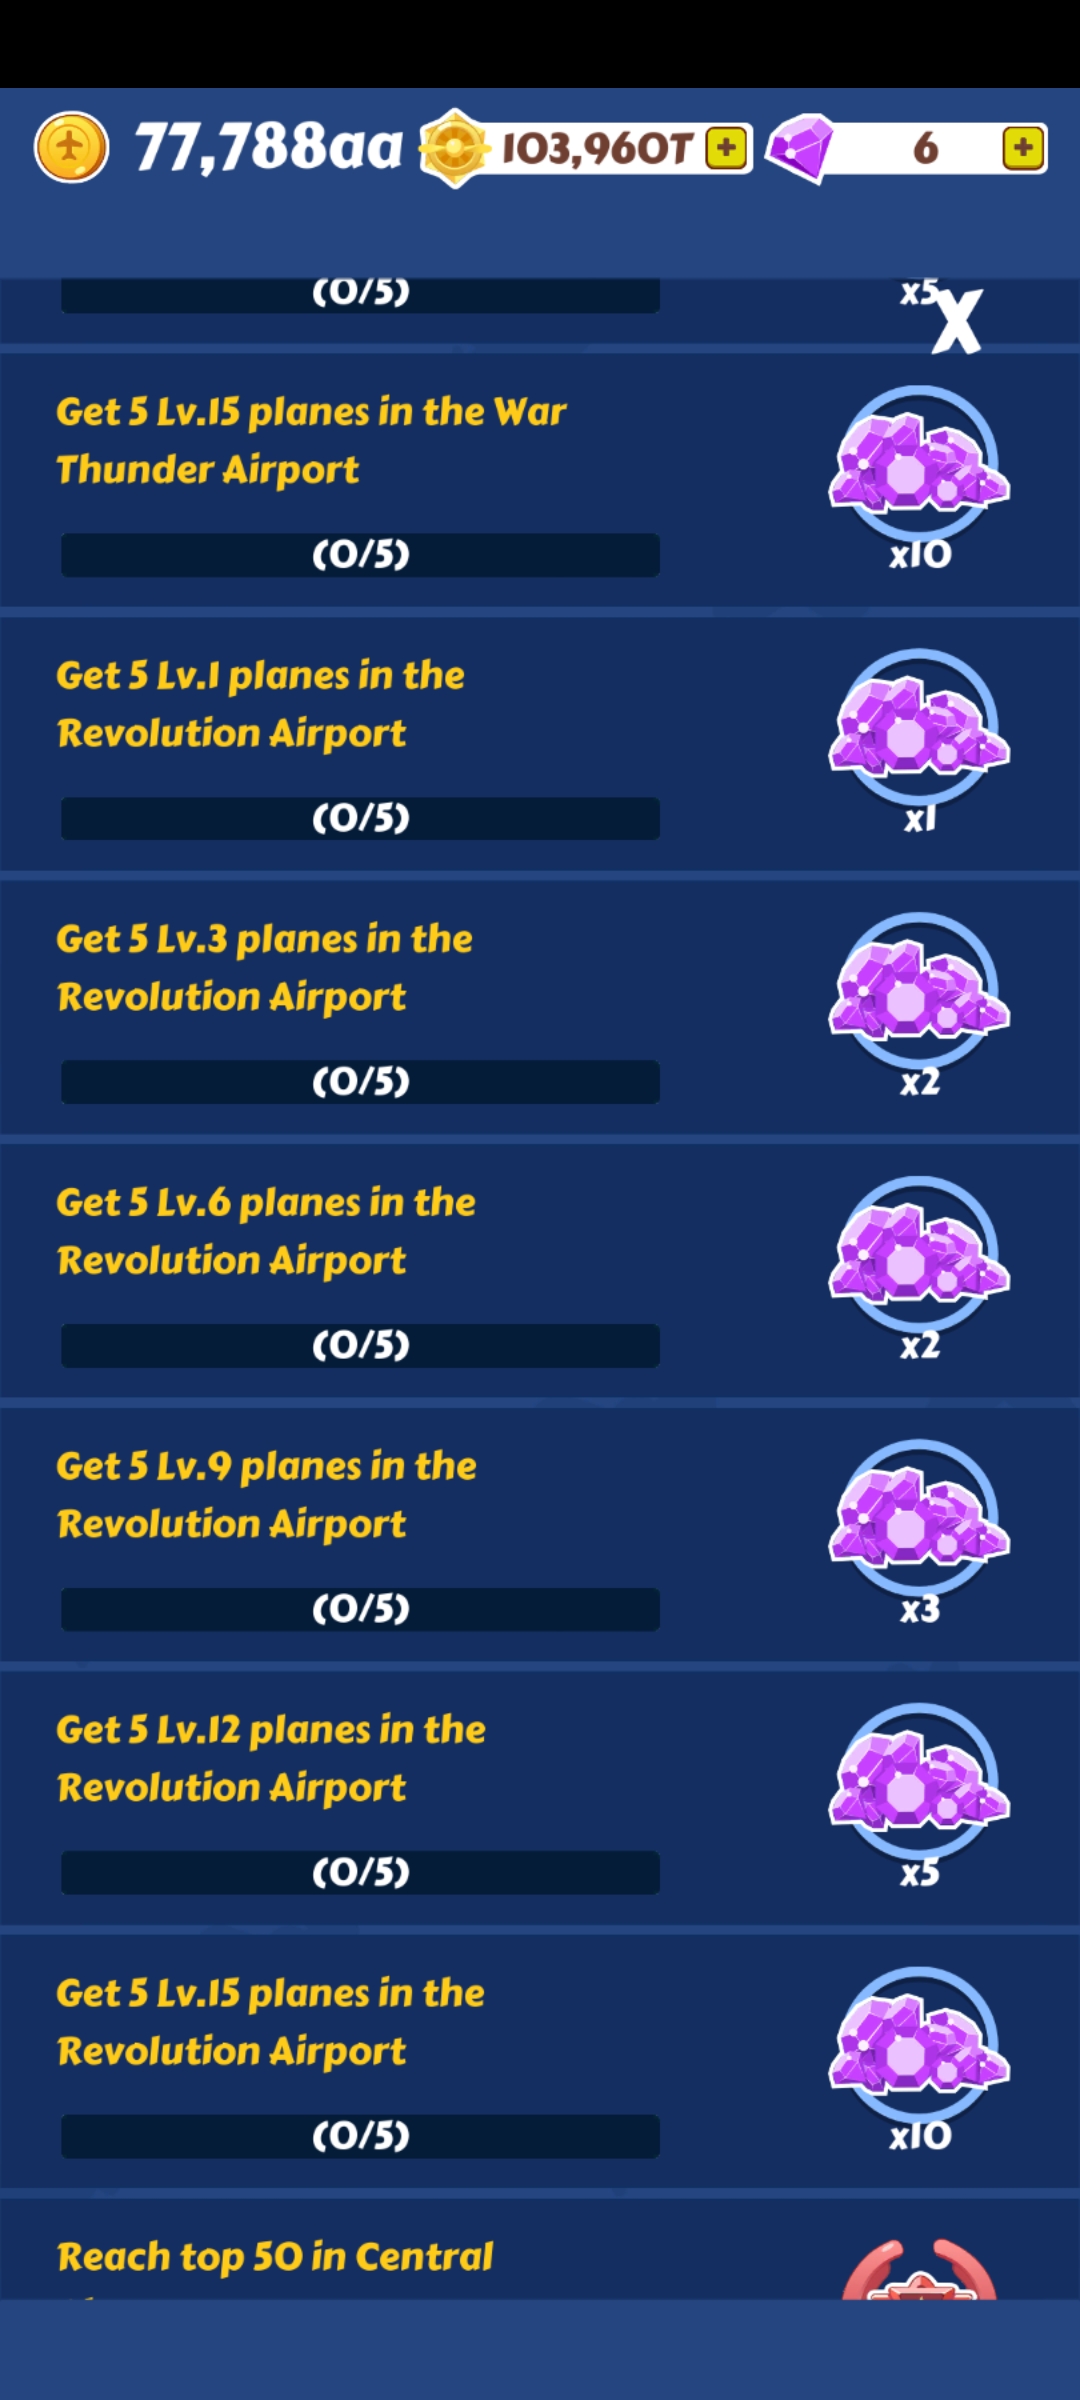 77,788aa 103,960T + 6 +
(0/5) x5
X
Get 5 Lv.15 planes in the War
Thunder Airport
(0/5) x10
Get 5 Lv.1 planes in the
Revolution Airport
(0/5) x1
Get 5 Lv.3 planes in the
Revolution Airport
(0/5) x2
Get 5 Lv.6 planes in the
Revolution Airport
(0/5) x2
Get 5 Lv.9 planes in the
Revolution Airport
(0/5) x3
Get 5 Lv.12 planes in the
Revolution Airport
(0/5) x5
Get 5 Lv.15 planes in the
Revolution Airport
(0/5) x10
Reach top 50 in Central